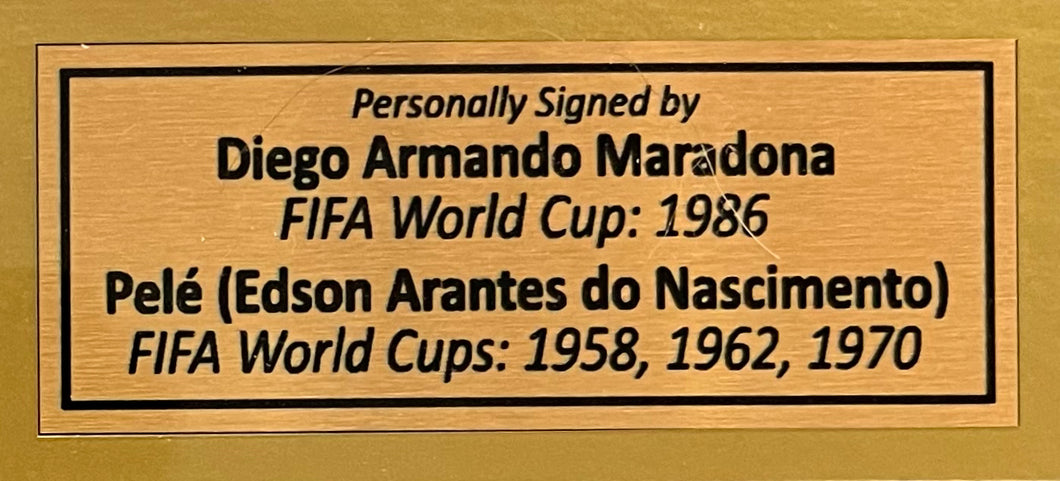 Personally Signed by
Diego Armando Maradona
FIFA World Cup: 1986
Pelé (Edson Arantes do Nascimento)
FIFA World Cups: 1958, 1962, 1970